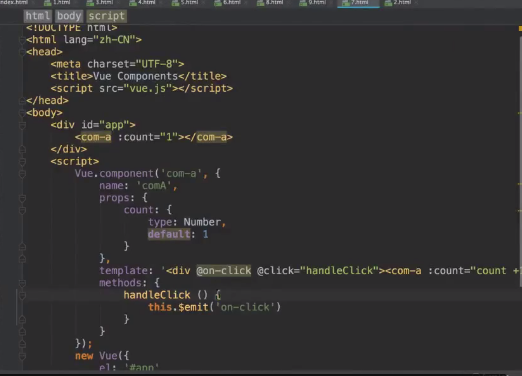 ndex.html 1.html 3.html 4.html 5.html 6.html 8.html 9.html 7.html 2.html
html body script
<!DOCTYPE html>
<html lang="zh-CN">
<head>
<meta charset="UTF-8">
<title>Vue Components</title>
<script src="vue.js"></script>
</head>
<body>
<div id="app">
<com-a :count="1"></com-a>
</div>
<script>
Vue.component('com-a', {
name: 'comA',
props: {
count: {
type: Number,
default: 1
}
},
template: '<div @on-click @click="handleClick"><com-a :count="count +
methods: {
handleClick () {
this.$emit('on-click')
}
}
});
new Vue({
el: '#app'